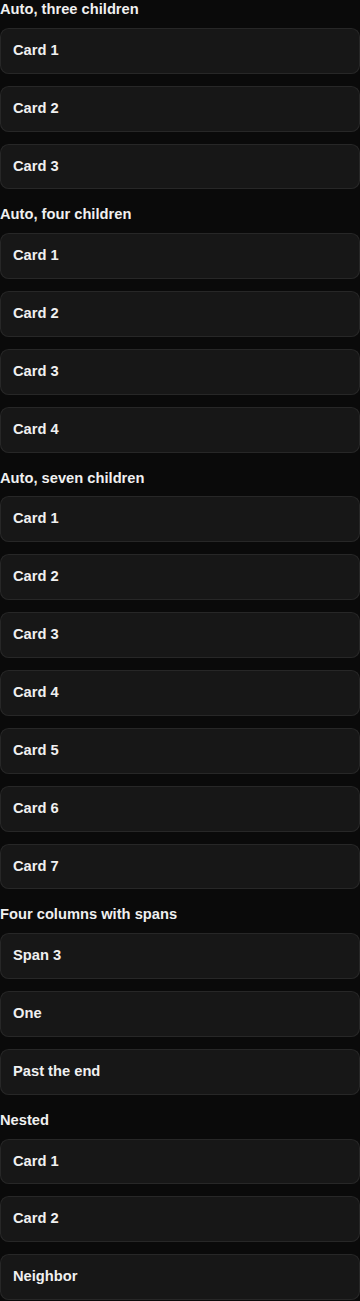 Auto, three children
Card 1
Card 2
Card 3
Auto, four children
Card 1
Card 2
Card 3
Card 4
Auto, seven children
Card 1
Card 2
Card 3
Card 4
Card 5
Card 6
Card 7
Four columns with spans
Span 3
One
Past the end
Nested
Card 1
Card 2
Neighbor